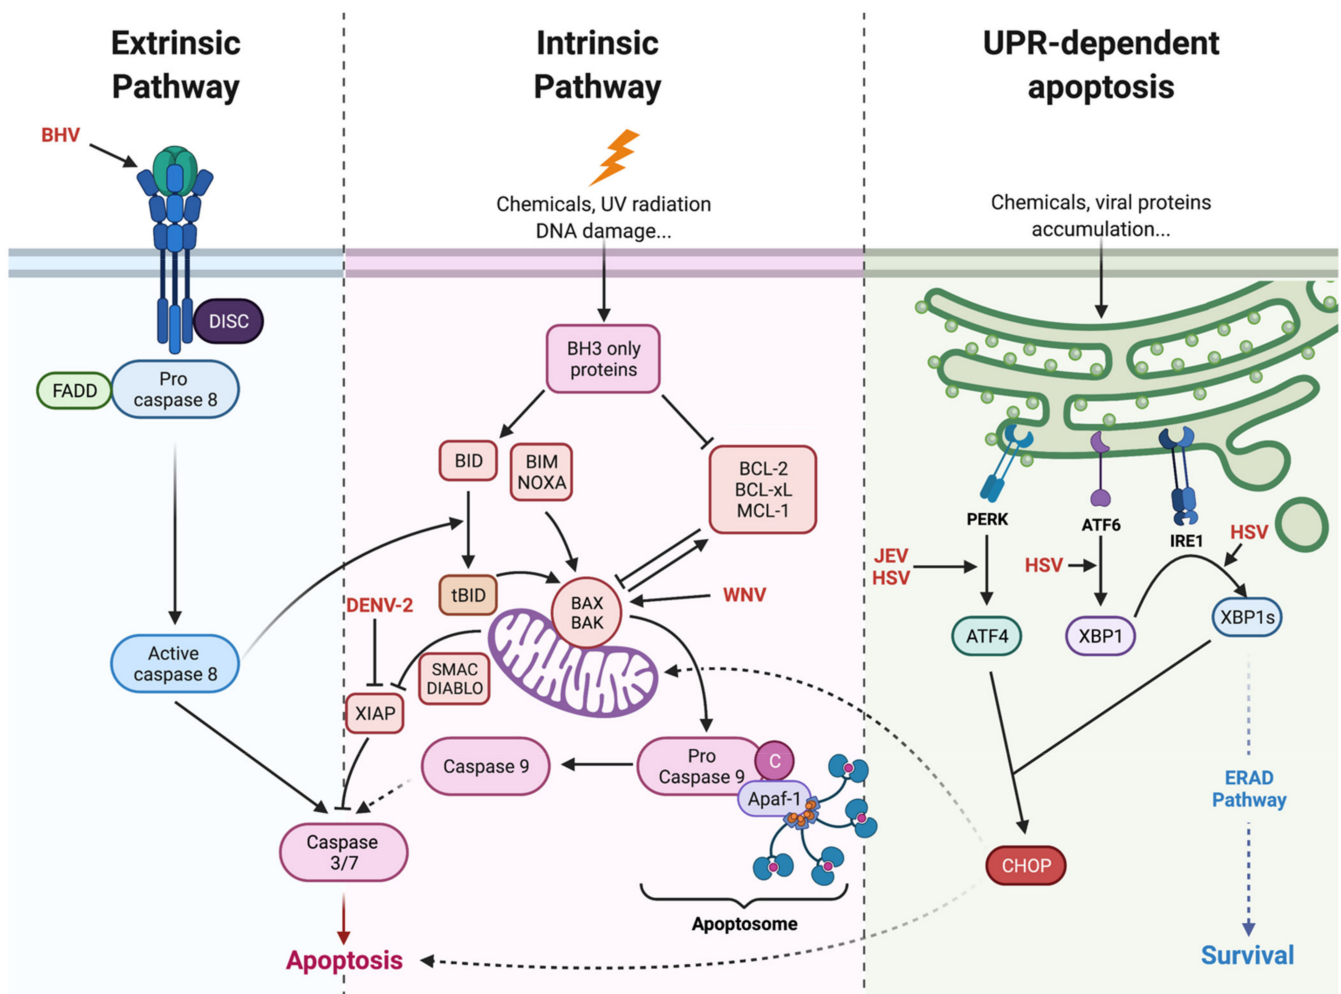 Extrinsic
Pathway
BHV
DISC
FADD
Pro
caspase 8
Active
caspase 8
Intrinsic
Pathway
Chemicals, UV radiation
DNA damage...
BH3 only
proteins
BID
BIM
NOXA
BCL-2
BCL-xL
MCL-1
tBID
BAX
BAK
WNV
DENV-2
SMAC
DIABLO
XIAP
Caspase 9
Pro
Caspase 9
C
Apaf-1
Caspase
3/7
Apoptosome
Apoptosis
UPR-dependent
apoptosis
Chemicals, viral proteins
accumulation...
PERK
ATF6
IRE1
JEV
HSV
HSV
HSV
ATF4
XBP1
XBP1s
CHOP
ERAD
Pathway
Survival